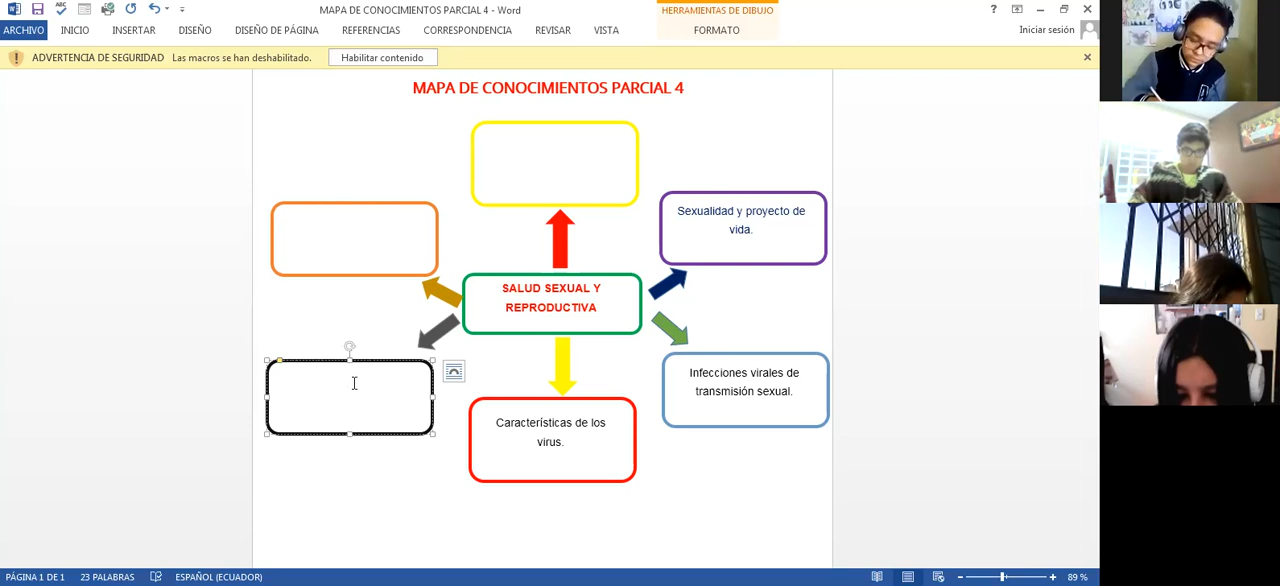 MAPA DE CONOCIMIENTOS PARCIAL 4 - Word
HERRAMIENTAS DE DIBUJO
ARCHIVO INICIO INSERTAR DISEÑO DISEÑO DE PÁGINA REFERENCIAS CORRESPONDENCIA REVISAR VISTA FORMATO Iniciar sesión
ADVERTENCIA DE SEGURIDAD Las macros se han deshabilitado. Habilitar contenido
MAPA DE CONOCIMIENTOS PARCIAL 4
Sexualidad y proyecto de
vida.
SALUD SEXUAL Y
REPRODUCTIVA
Infecciones virales de
transmisión sexual.
Características de los
virus.
PÁGINA 1 DE 1 23 PALABRAS ESPAÑOL (ECUADOR) 89 %